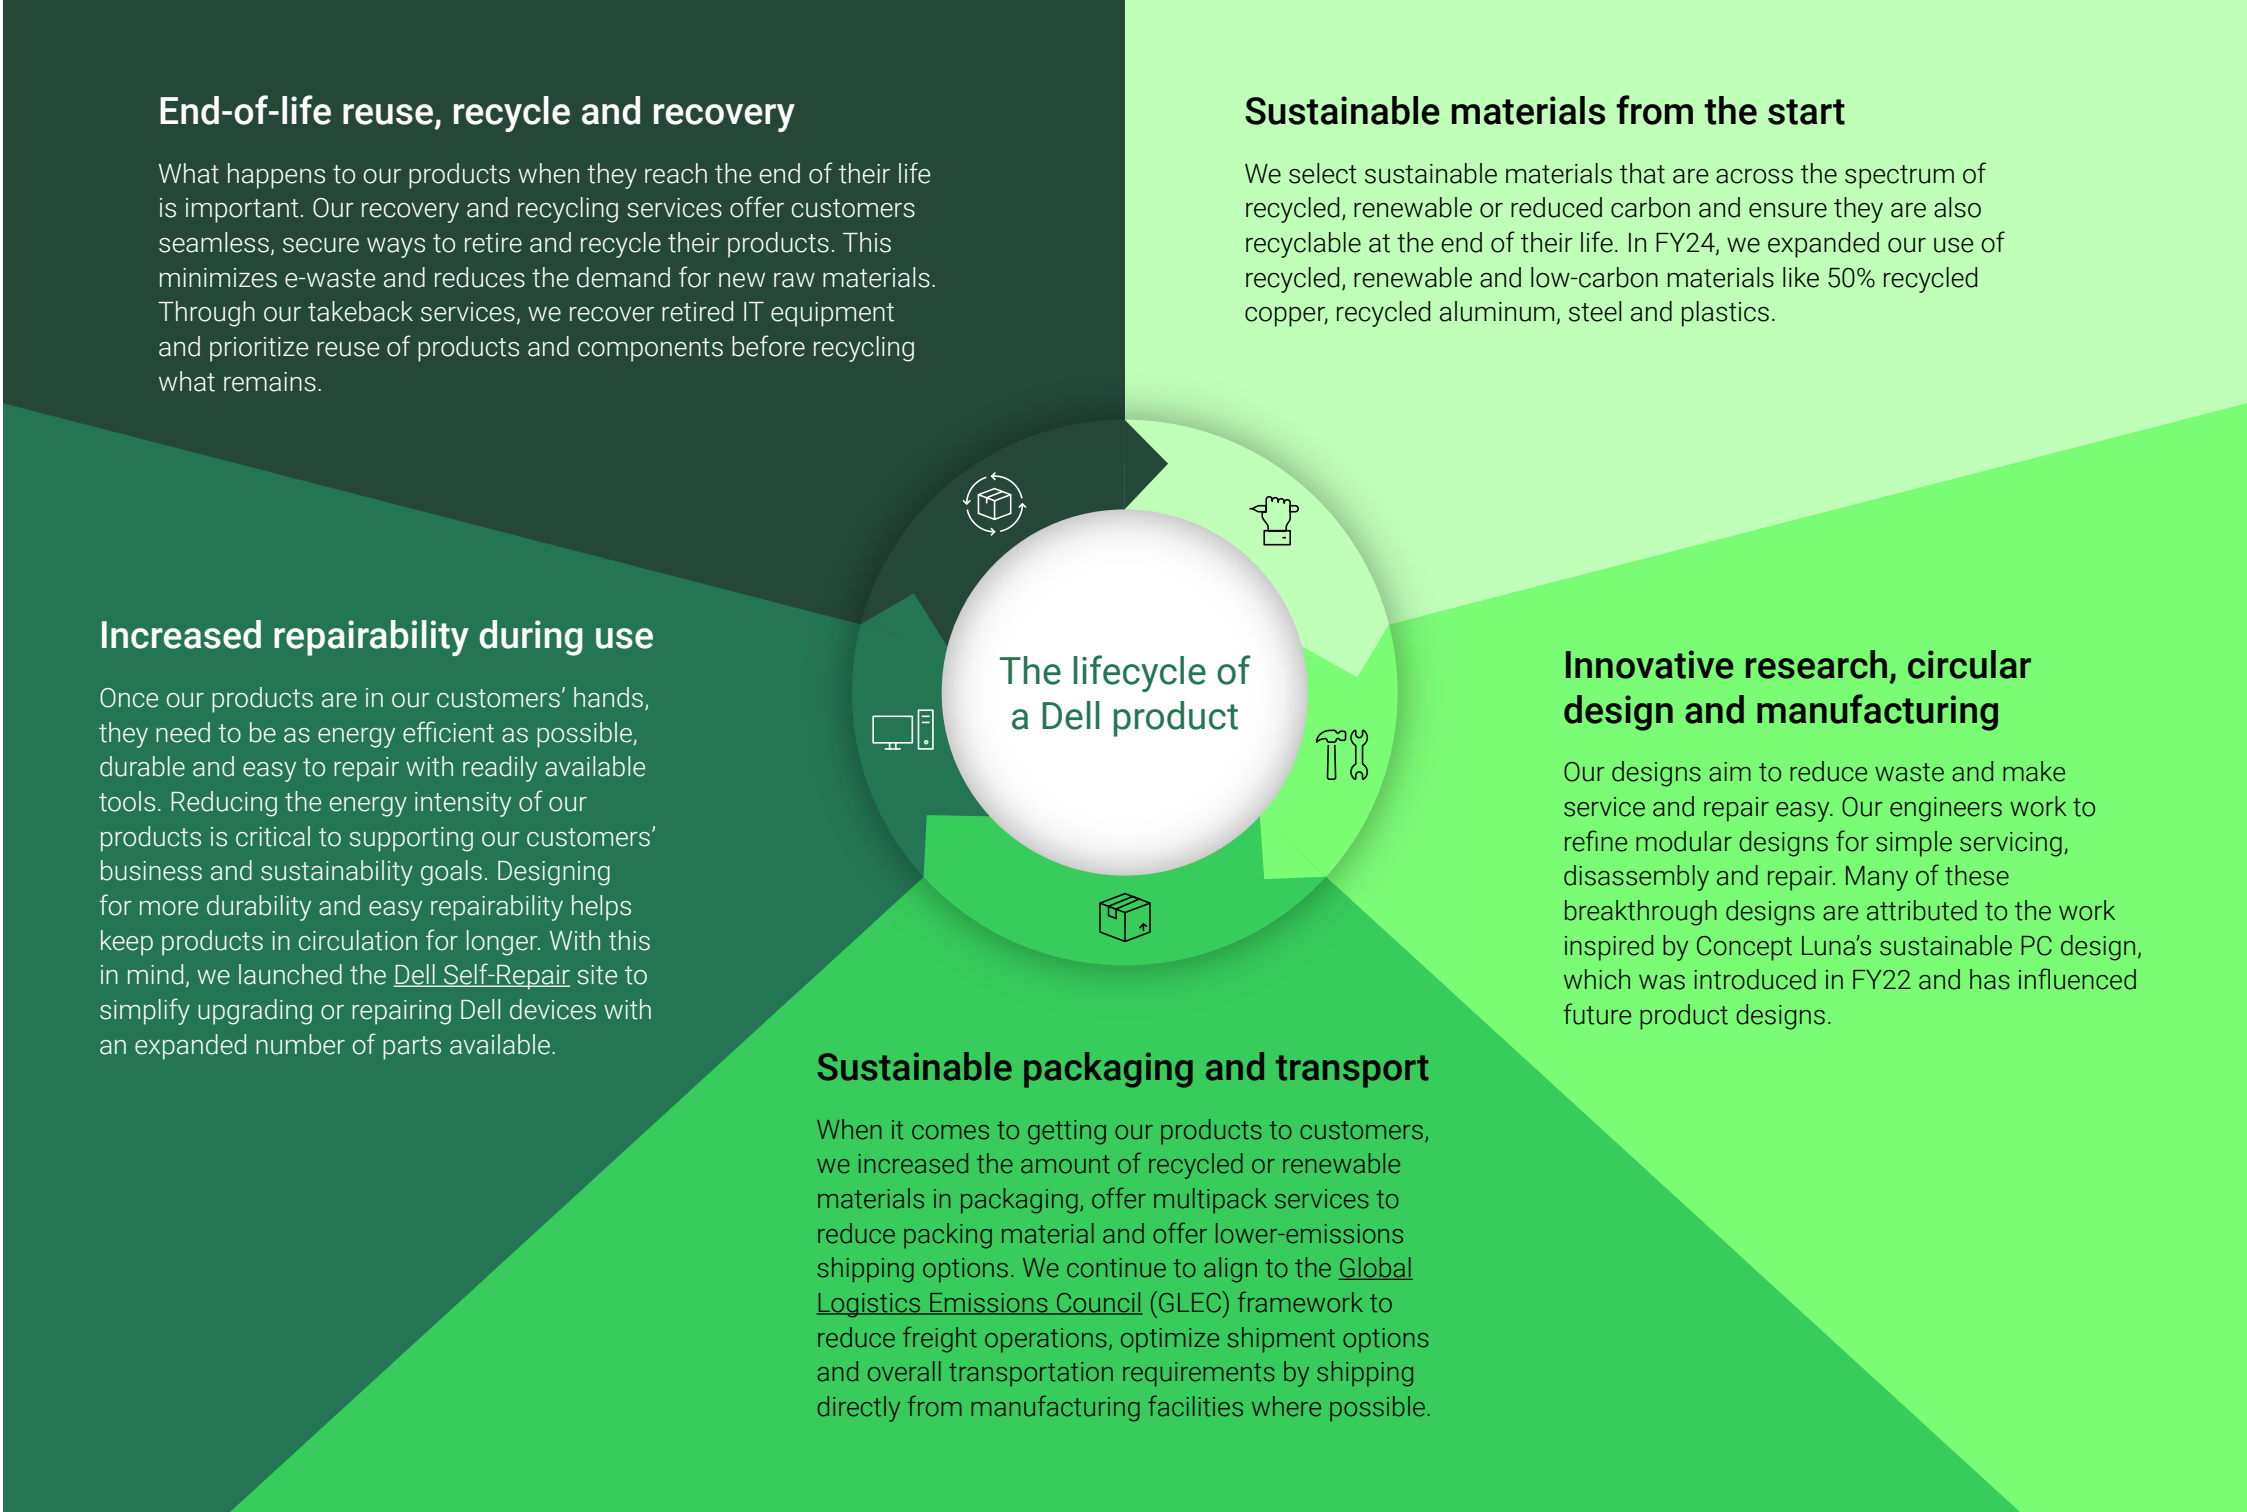 End-of-life reuse, recycle and recovery
What happens to our products when they reach the end of their life
is important. Our recovery and recycling services offer customers
seamless, secure ways to retire and recycle their products. This
minimizes e-waste and reduces the demand for new raw materials.
Through our takeback services, we recover retired IT equipment
and prioritize reuse of products and components before recycling
what remains.
Sustainable materials from the start
We select sustainable materials that are across the spectrum of
recycled, renewable or reduced carbon and ensure they are also
recyclable at the end of their life. In FY24, we expanded our use of
recycled, renewable and low-carbon materials like 50% recycled
copper, recycled aluminum, steel and plastics.
Increased repairability during use
Once our products are in our customers’ hands,
they need to be as energy efficient as possible,
durable and easy to repair with readily available
tools. Reducing the energy intensity of our
products is critical to supporting our customers’
business and sustainability goals. Designing
for more durability and easy repairability helps
keep products in circulation for longer. With this
in mind, we launched the Dell Self-Repair site to
simplify upgrading or repairing Dell devices with
an expanded number of parts available.
The lifecycle of
a Dell product
Innovative research, circular
design and manufacturing
Our designs aim to reduce waste and make
service and repair easy. Our engineers work to
refine modular designs for simple servicing,
disassembly and repair. Many of these
breakthrough designs are attributed to the work
inspired by Concept Luna’s sustainable PC design,
which was introduced in FY22 and has influenced
future product designs.
Sustainable packaging and transport
When it comes to getting our products to customers,
we increased the amount of recycled or renewable
materials in packaging, offer multipack services to
reduce packing material and offer lower-emissions
shipping options. We continue to align to the Global
Logistics Emissions Council (GLEC) framework to
reduce freight operations, optimize shipment options
and overall transportation requirements by shipping
directly from manufacturing facilities where possible.